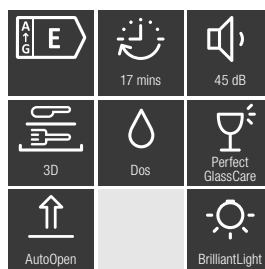 A
G
E
17 mins
45 dB
3D
Dos
Perfect
GlassCare
AutoOpen
BrilliantLight